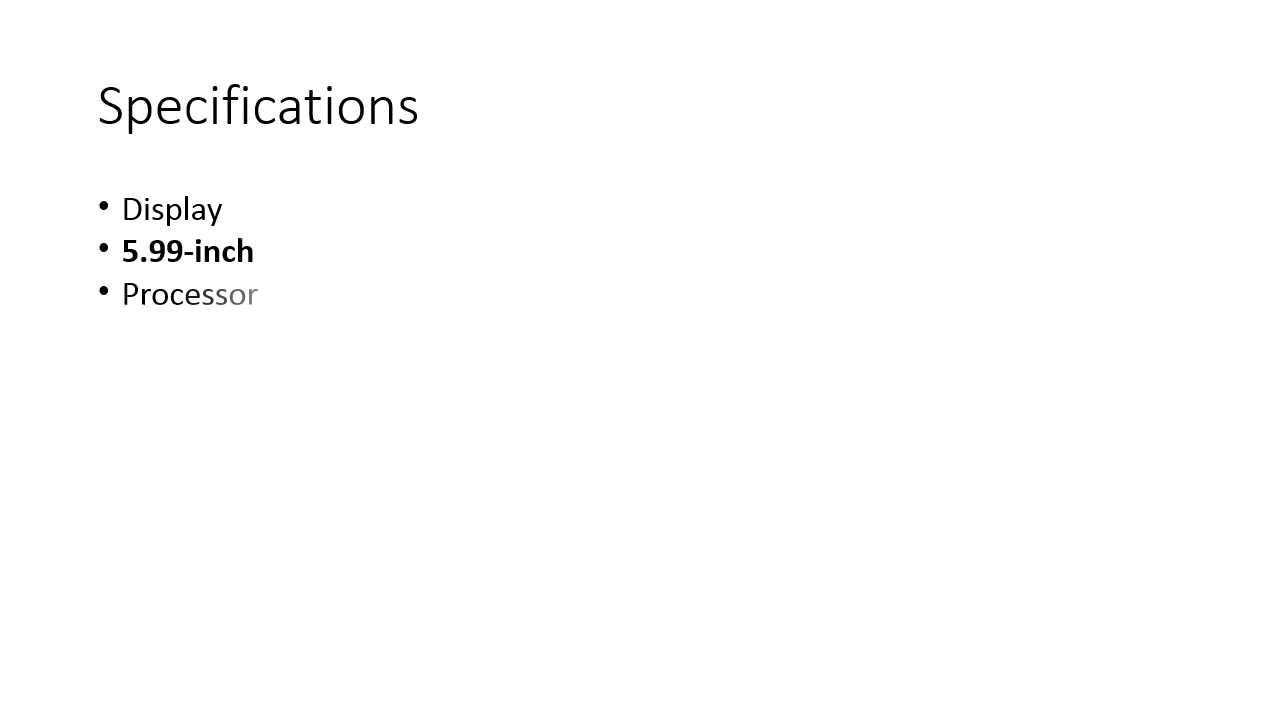 Specifications
• Display
• 5.99-inch
• Processor